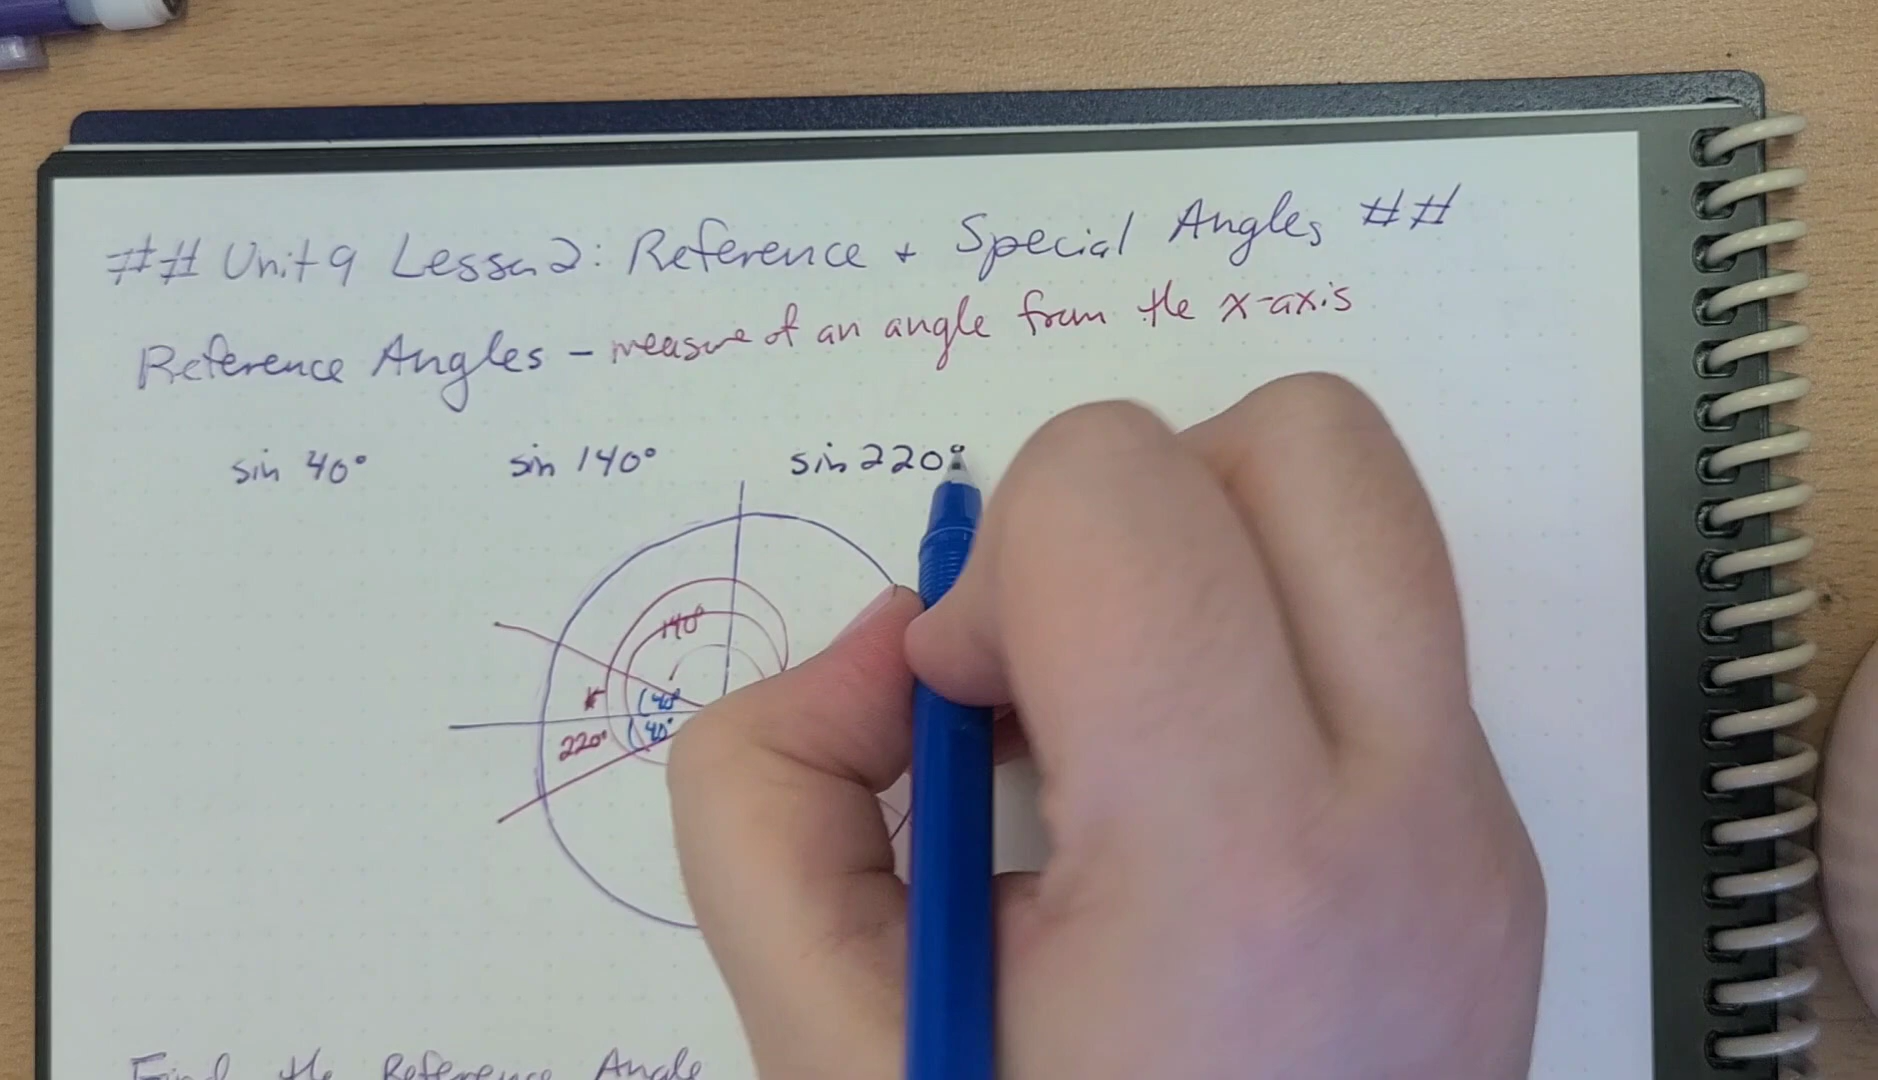 ## Unit 9 Lesson 2: Reference + Special Angles ##
Reference Angles - measure of an angle from the x-axis
sin 40° sin 140° sin 220°
140°
40°
220° 40°
Find the Reference Angle